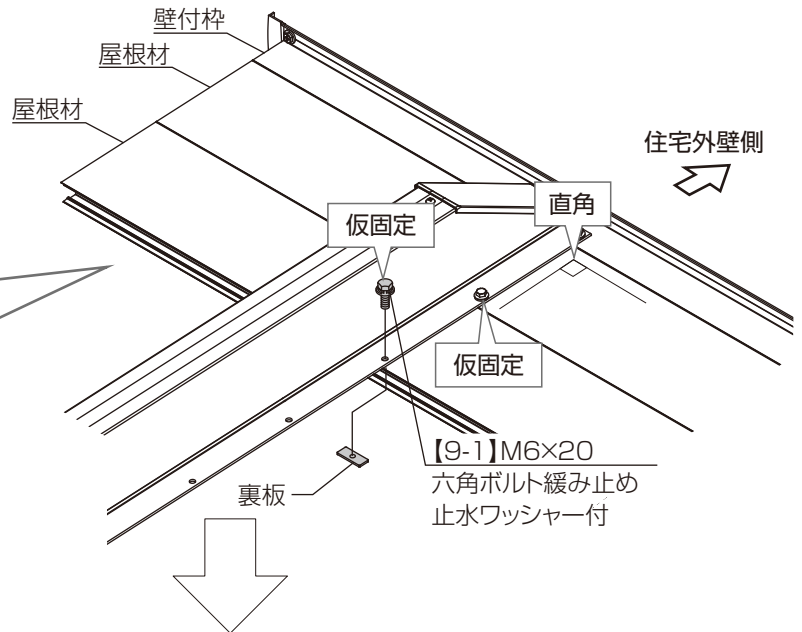 壁付枠
屋根材
屋根材
住宅外壁側
直角
仮固定
仮固定
【9-1】M6×20
六角ボルト緩み止め
止水ワッシャー付
裏板